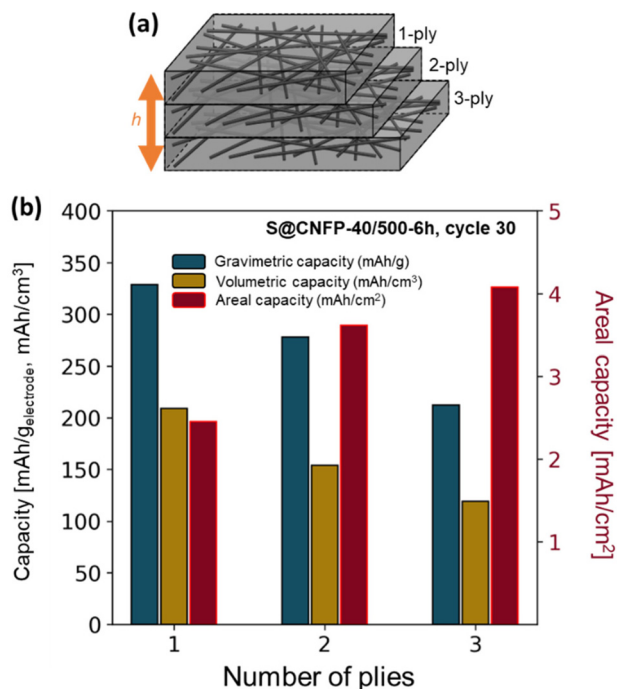 (a)
1-ply
2-ply
3-ply
h
(b)
S@CNFP-40/500-6h, cycle 30
Gravimetric capacity (mAh/g)
Volumetric capacity (mAh/cm³)
Areal capacity (mAh/cm²)
Capacity [mAh/gelectrode, mAh/cm³]
400
350
300
250
200
150
100
50
0
5
4
3
2
1
Areal capacity [mAh/cm²]
1 2 3
Number of plies